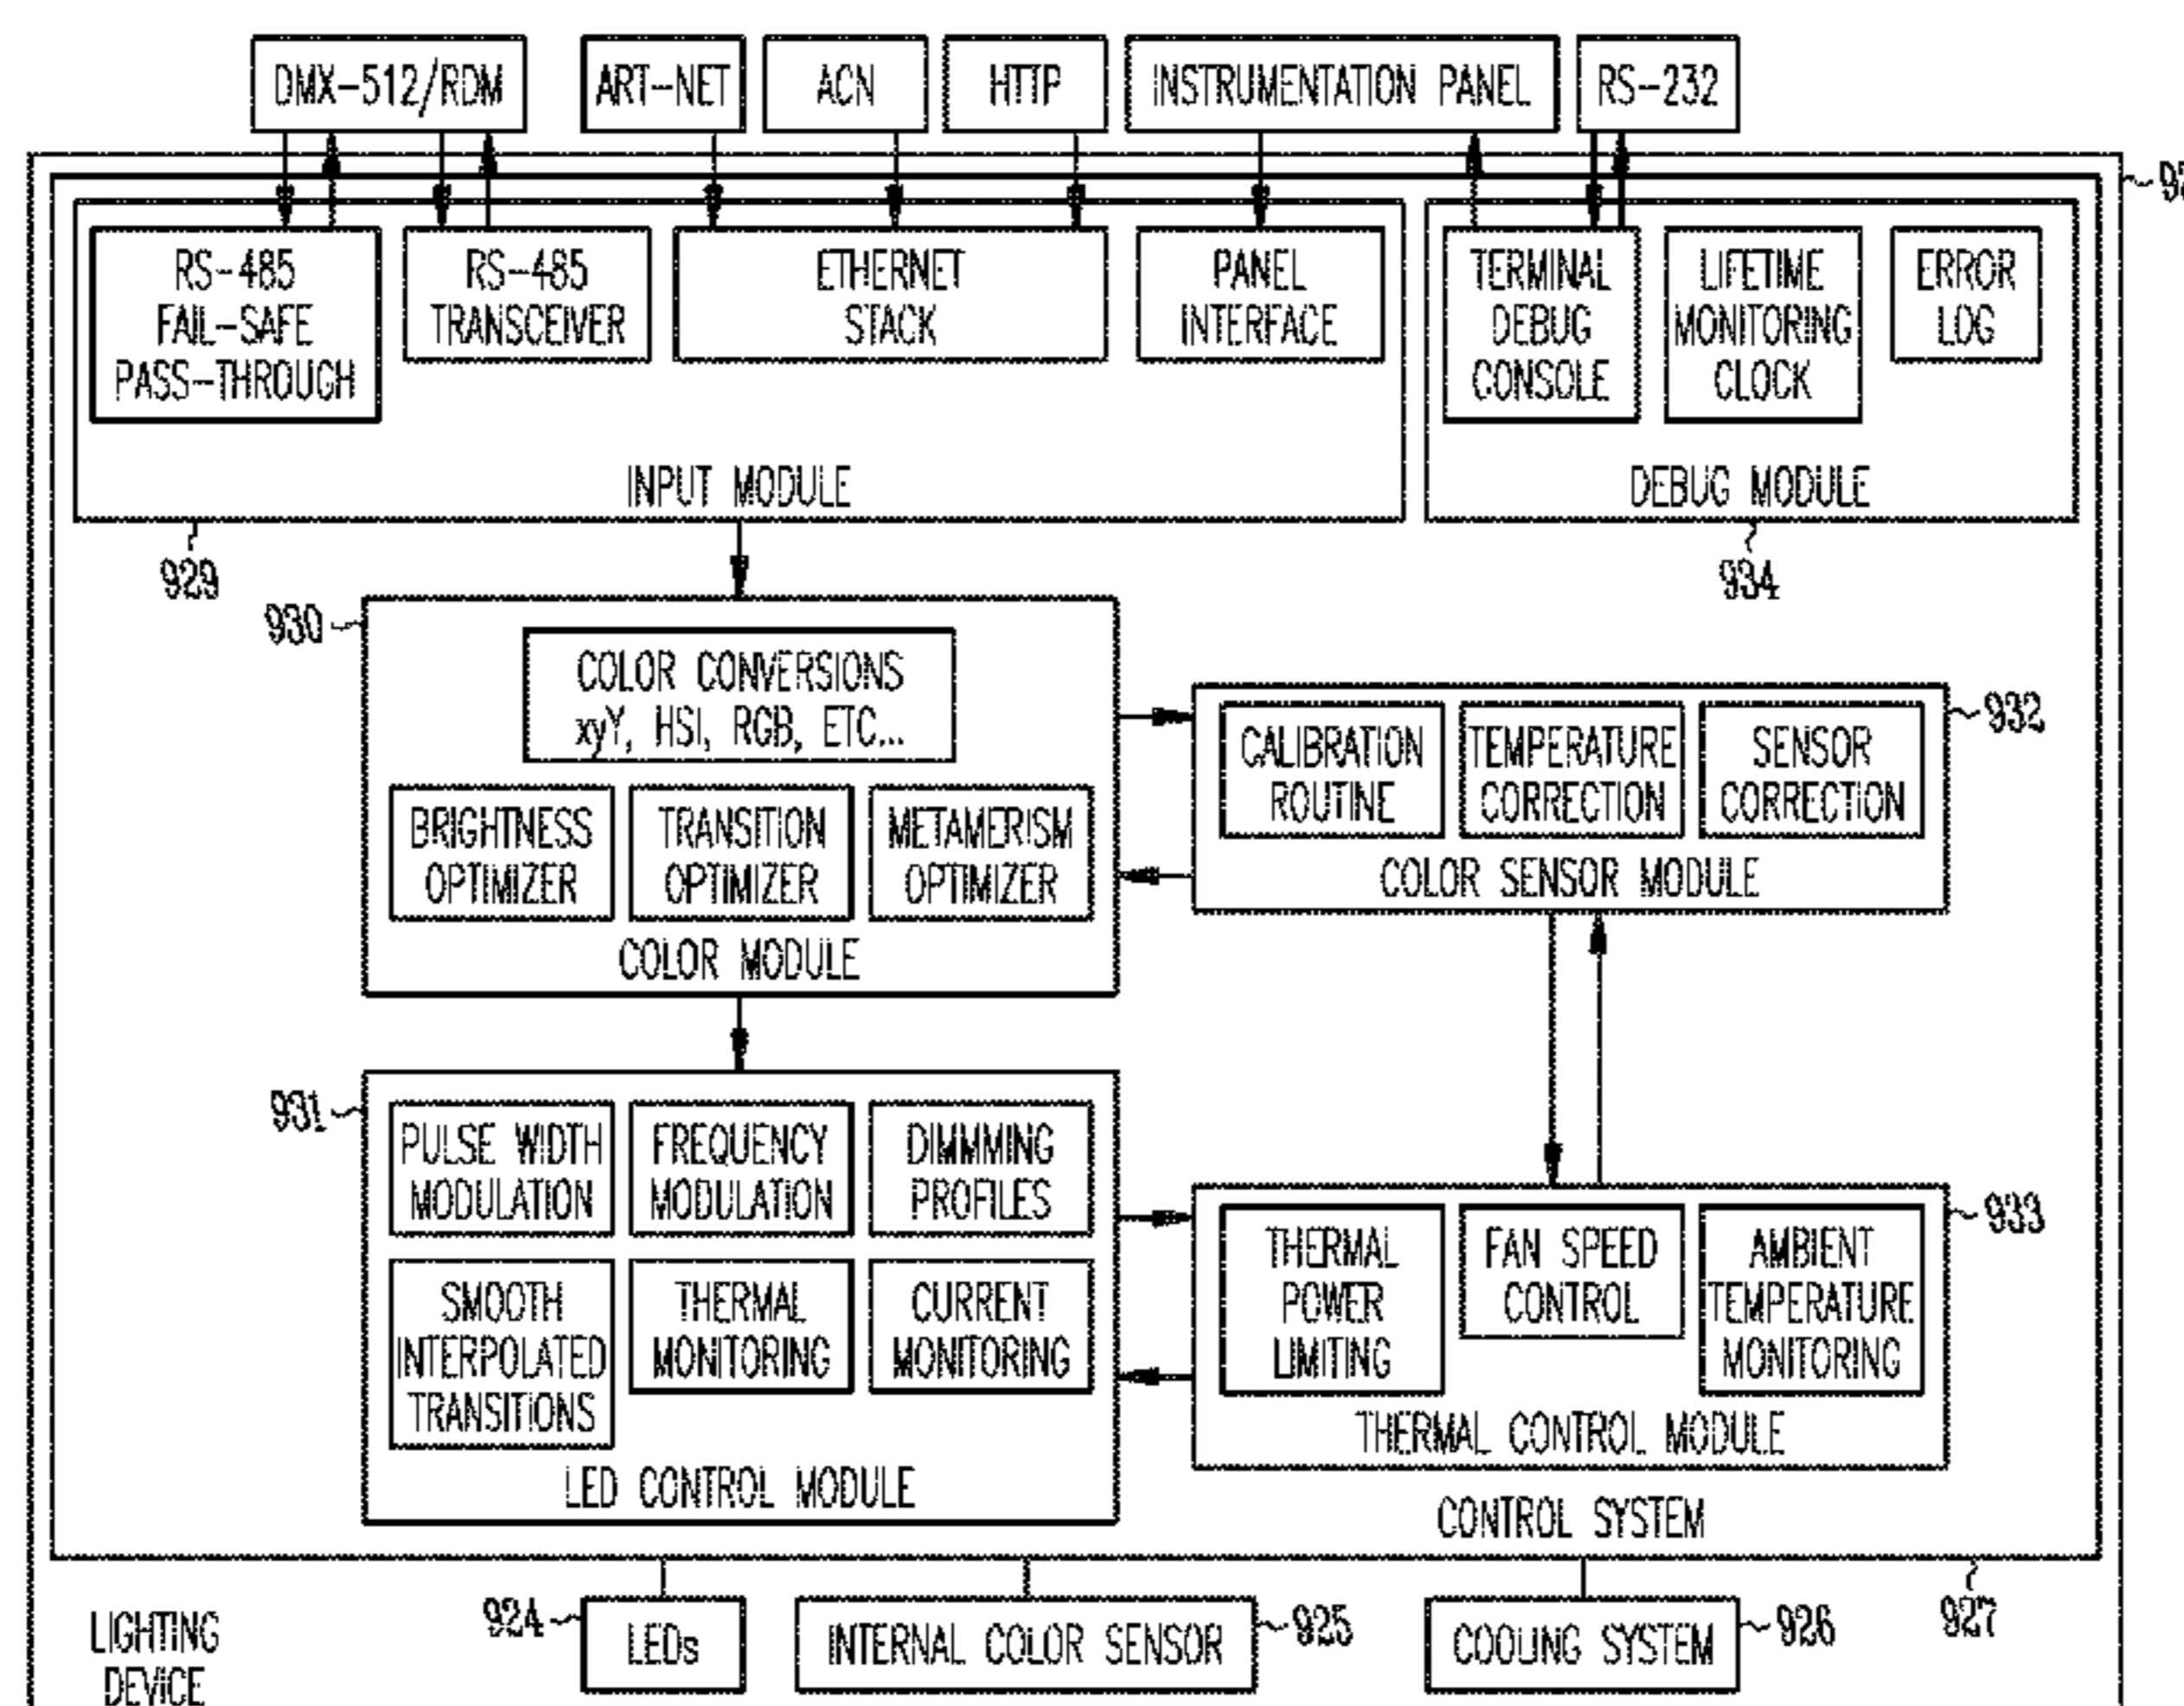 DMX-512/RDM
ART-NET
ACN
HTTP
INSTRUMENTATION PANEL
RS-232
RS-485
FAIL-SAFE
PASS-THROUGH
RS-485
TRANSCEIVER
ETHERNET
STACK
PANEL
INTERFACE
TERMINAL
DEBUG
CONSOLE
LIFETIME
MONITORING
CLOCK
ERROR
LOG
INPUT MODULE
DEBUG MODULE
929
934
930
COLOR CONVERSIONS
xyY, HSI, RGB, ETC...
BRIGHTNESS
OPTIMIZER
TRANSITION
OPTIMIZER
METAMERISM
OPTIMIZER
COLOR MODULE
932
CALIBRATION
ROUTINE
TEMPERATURE
CORRECTION
SENSOR
CORRECTION
COLOR SENSOR MODULE
931
PULSE WIDTH
MODULATION
FREQUENCY
MODULATION
DIMMMING
PROFILES
SMOOTH
INTERPOLATED
TRANSITIONS
THERMAL
MONITORING
CURRENT
MONITORING
LED CONTROL MODULE
933
THERMAL
POWER
LIMITING
FAN SPEED
CONTROL
AMBIENT
TEMPERATURE
MONITORING
THERMAL CONTROL MODULE
CONTROL SYSTEM
927
924
LEDs
INTERNAL COLOR SENSOR
925
COOLING SYSTEM
926
LIGHTING
DEVICE